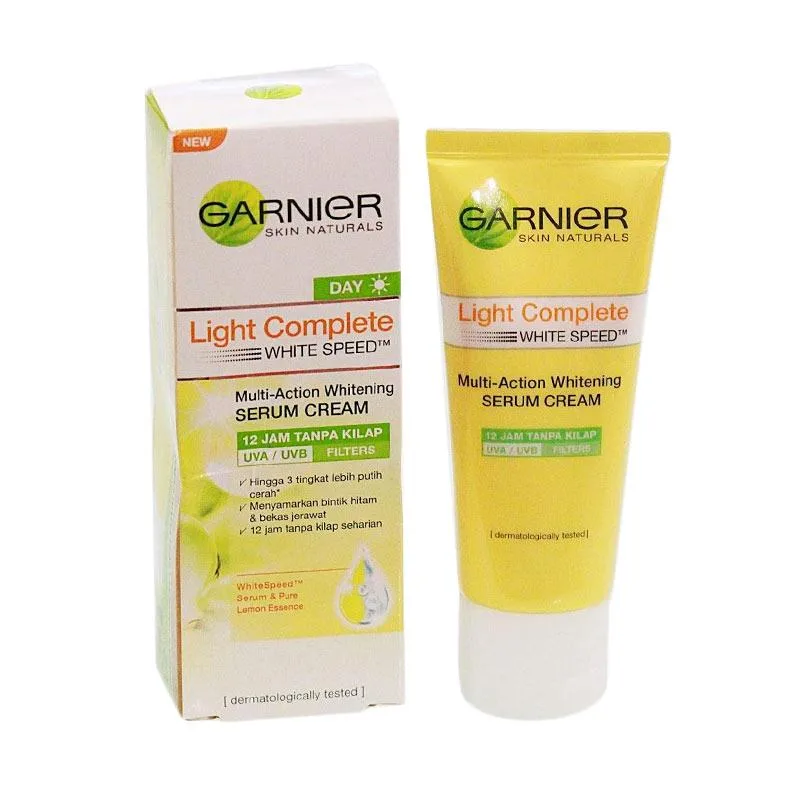 NEW
GARNIER
SKIN NATURALS
DAY
Light Complete
WHITE SPEED™
Multi-Action Whitening
SERUM CREAM
12 JAM TANPA KILAP
UVA / UVB FILTERS
✓ Hingga 3 tingkat lebih putih
cerah*
✓ Menyamarkan bintik hitam
& bekas jerawat
✓ 12 jam tanpa kilap seharian
WhiteSpeed™
Serum & Pure
Lemon Essence
[ dermatologically tested ]
GARNIER
SKIN NATURALS
Light Complete
WHITE SPEED™
Multi-Action Whitening
SERUM CREAM
12 JAM TANPA KILAP
UVA / UVB FILTERS
[ dermatologically tested ]